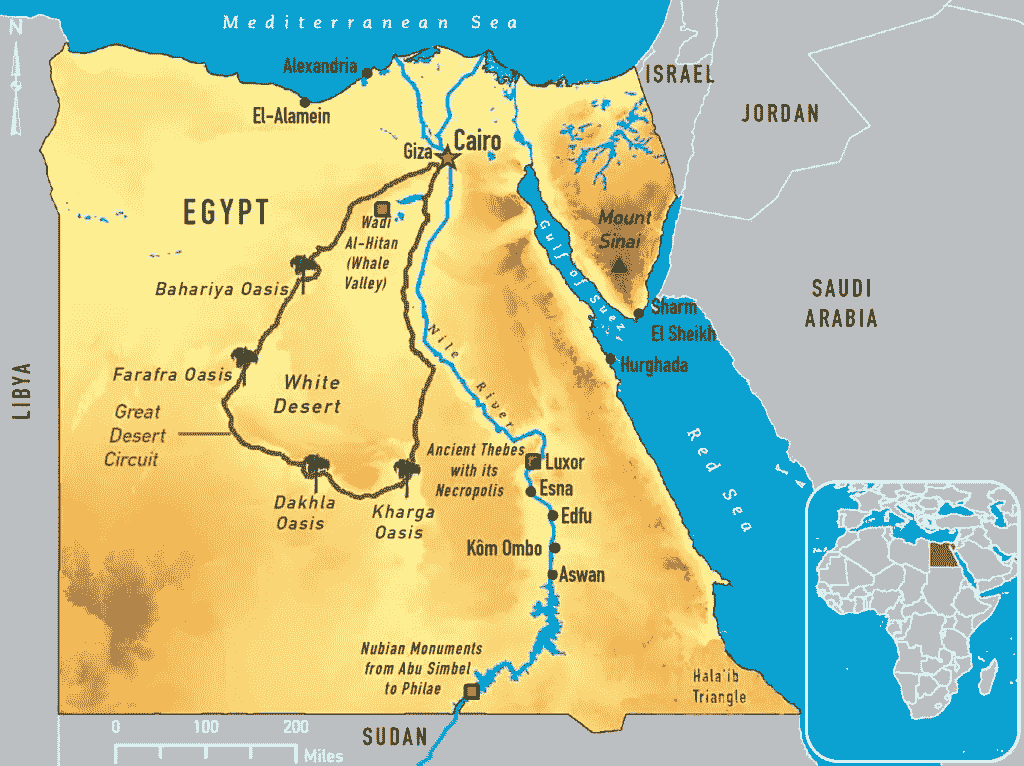 Mediterranean Sea
N
Alexandria
El-Alamein
ISRAEL
JORDAN
Giza
Cairo
EGYPT
Wadi
Al-Hitan
(Whale
Valley)
Mount
Sinai
Gulf of Suez
Bahariya Oasis
SAUDI
ARABIA
Sharm
El Sheikh
Hurghada
Nile River
LIBYA
Farafra Oasis
White
Desert
Great
Desert
Circuit
Red Sea
Ancient Thebes
with its
Necropolis
Luxor
Esna
Dakhla
Oasis
Kharga
Oasis
Edfu
Kôm Ombo
Aswan
Nubian Monuments
from Abu Simbel
to Philae
Hala'ib
Triangle
SUDAN
0 100 200
Miles